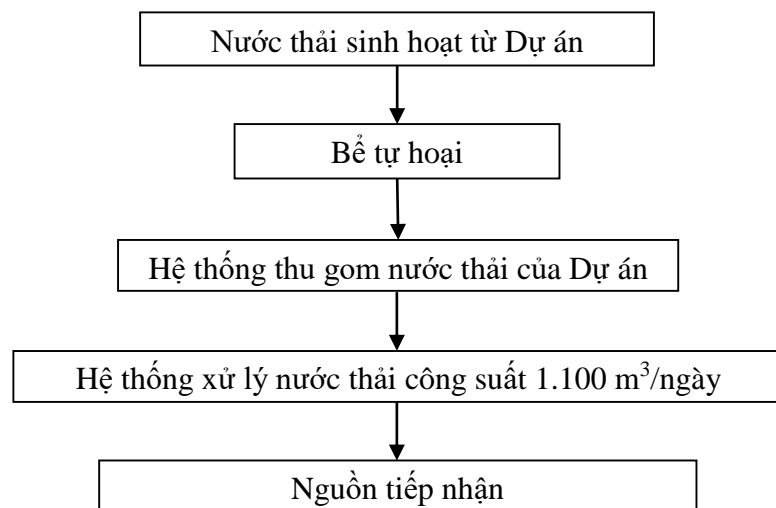 Nước thải sinh hoạt từ Dự án
Bể tự hoại
Hệ thống thu gom nước thải của Dự án
Hệ thống xử lý nước thải công suất 1.100 m³/ngày
Nguồn tiếp nhận